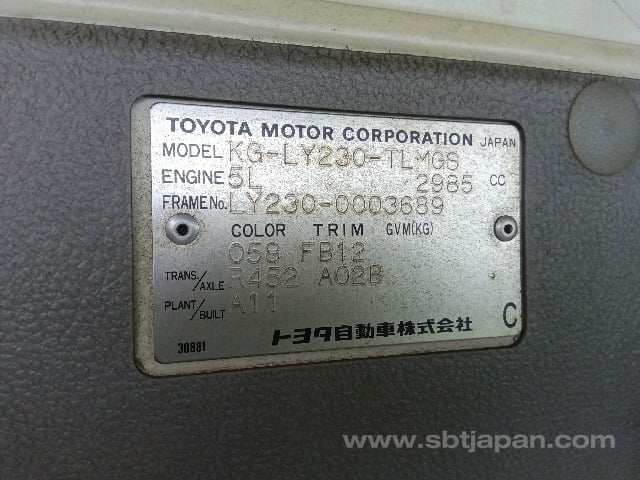 TOYOTA MOTOR CORPORATION JAPAN
MODEL KG-LY230-TLMGS
ENGINE 5L 2985 CC
FRAME No. LY230-0003689
COLOR TRIM GVM(KG)
058 FB12
TRANS./AXLE R452 A02B
PLANT/BUILT A11
30881 トヨタ自動車株式会社 C
www.sbtjapan.com